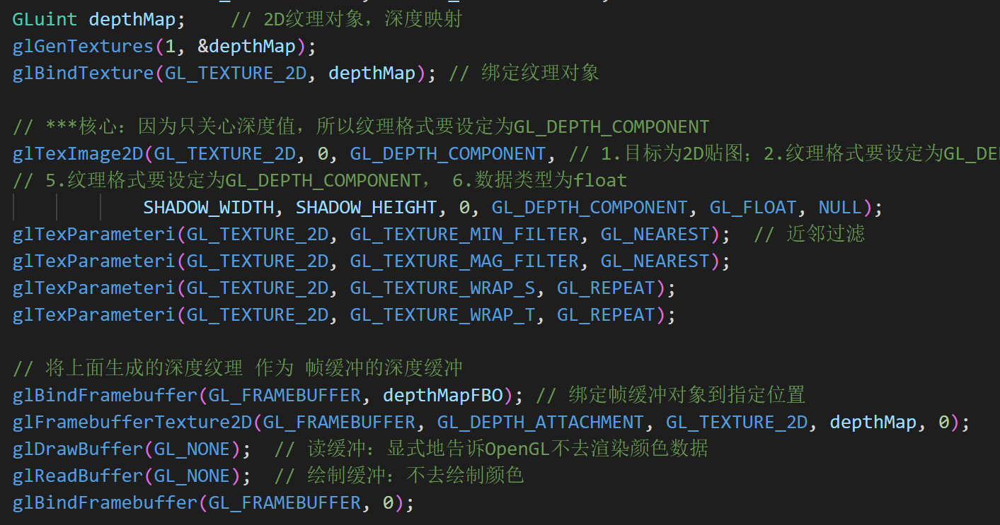 GLuint depthMap;    // 2D纹理对象，深度映射
glGenTextures(1, &depthMap);
glBindTexture(GL_TEXTURE_2D, depthMap); // 绑定纹理对象
// ***核心：因为只关心深度值，所以纹理格式要设定为GL_DEPTH_COMPONENT
glTexImage2D(GL_TEXTURE_2D, 0, GL_DEPTH_COMPONENT, // 1.目标为2D贴图；2.纹理格式要设定为GL_DE
// 5.纹理格式要设定为GL_DEPTH_COMPONENT， 6.数据类型为float
SHADOW_WIDTH, SHADOW_HEIGHT, 0, GL_DEPTH_COMPONENT, GL_FLOAT, NULL);
glTexParameteri(GL_TEXTURE_2D, GL_TEXTURE_MIN_FILTER, GL_NEAREST);  // 近邻过滤
glTexParameteri(GL_TEXTURE_2D, GL_TEXTURE_MAG_FILTER, GL_NEAREST);
glTexParameteri(GL_TEXTURE_2D, GL_TEXTURE_WRAP_S, GL_REPEAT);
glTexParameteri(GL_TEXTURE_2D, GL_TEXTURE_WRAP_T, GL_REPEAT);
// 将上面生成的深度纹理 作为 帧缓冲的深度缓冲
glBindFramebuffer(GL_FRAMEBUFFER, depthMapFBO); // 绑定帧缓冲对象到指定位置
glFramebufferTexture2D(GL_FRAMEBUFFER, GL_DEPTH_ATTACHMENT, GL_TEXTURE_2D, depthMap, 0);
glDrawBuffer(GL_NONE);  // 读缓冲：显式地告诉OpenGL不去渲染颜色数据
glReadBuffer(GL_NONE);  // 绘制缓冲：不去绘制颜色
glBindFramebuffer(GL_FRAMEBUFFER, 0);